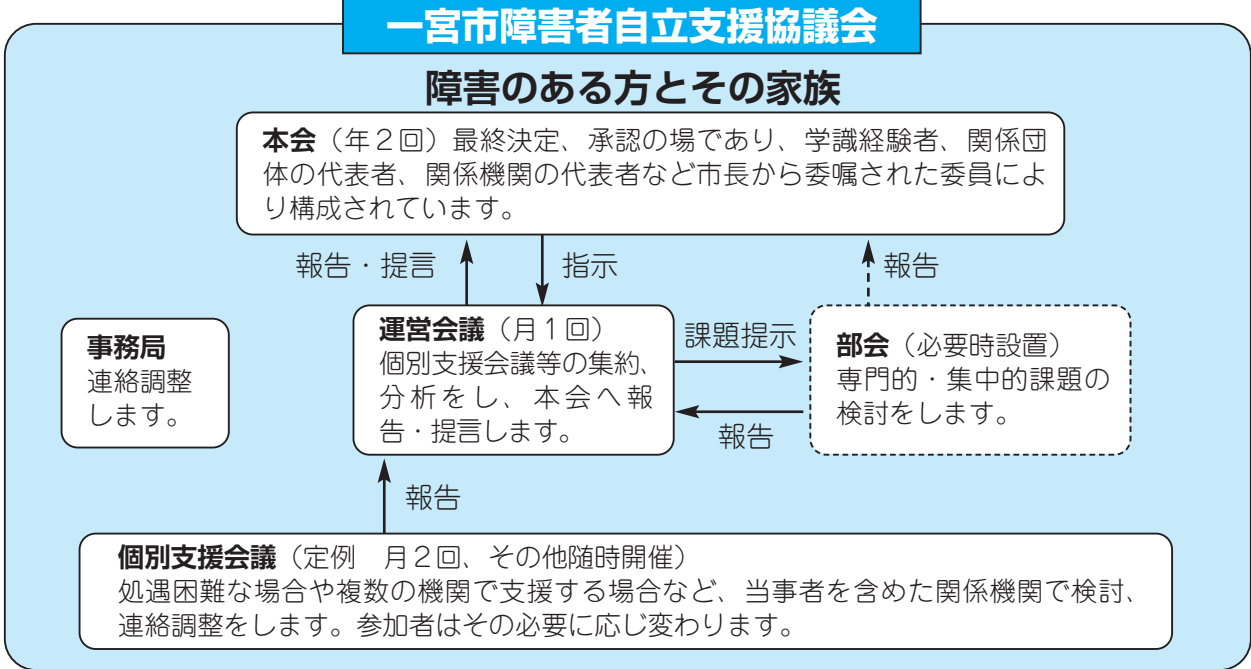 一宮市障害者自立支援協議会
障害のある方とその家族
本会（年２回）最終決定、承認の場であり、学識経験者、関係団
体の代表者、関係機関の代表者など市長から委嘱された委員によ
り構成されています。
報告・提言
指示
報告
事務局
連絡調整
します。
運営会議（月１回）
個別支援会議等の集約、
分析をし、本会へ報
告・提言します。
課題提示
報告
部会（必要時設置）
専門的・集中的課題の
検討をします。
報告
個別支援会議（定例　月２回、その他随時開催）
処遇困難な場合や複数の機関で支援する場合など、当事者を含めた関係機関で検討、
連絡調整をします。参加者はその必要に応じ変わります。